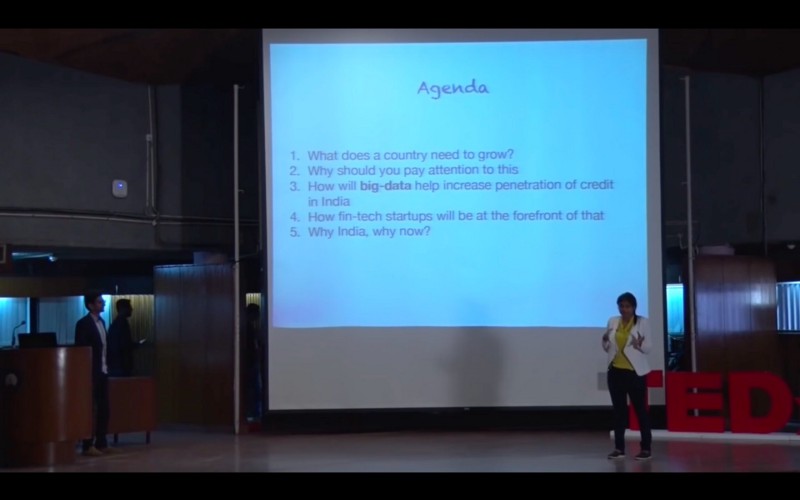 Agenda
1. What does a country need to grow?
2. Why should you pay attention to this
3. How will big-data help increase penetration of credit
in India
4. How fin-tech startups will be at the forefront of that
5. Why India, why now?
TED